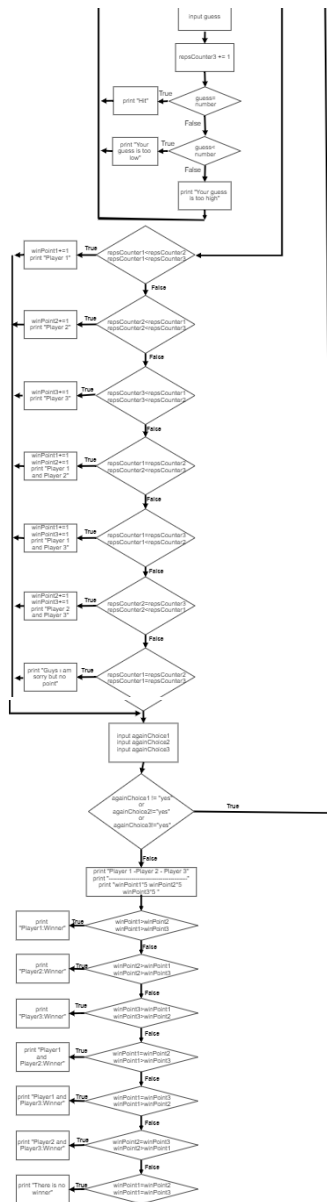 input guess
repsCounter3 += 1
guess=
number
True
print "Hit"
False
guess<
number
True
print "Your
guess is too
low"
False
print "Your guess
is too high"
repsCounter1<repsCounter2
repsCounter1<repsCounter3
True
winPoint1+=1
print "Player 1"
False
repsCounter2<repsCounter1
repsCounter2<repsCounter3
True
winPoint2+=1
print "Player 2"
False
repsCounter3<repsCounter1
repsCounter3<repsCounter2
True
winPoint3+=1
print "Player 3"
False
repsCounter1=repsCounter2
repsCounter2<repsCounter3
True
winPoint1+=1
winPoint2+=1
print "Player 1
and Player 2"
False
repsCounter1=repsCounter3
repsCounter1<repsCounter2
True
winPoint1+=1
winPoint3+=1
print "Player 1
and Player 3"
False
repsCounter2=repsCounter3
repsCounter2<repsCounter1
True
winPoint2+=1
winPoint3+=1
print "Player 2
and Player 3"
False
repsCounter1=repsCounter2
repsCounter1=repsCounter3
True
print "Guys i am
sorry but no
point"
input againChoice1
input againChoice2
input againChoice3
againChoice1 != "yes"
or
againChoice2!="yes"
or
againChoice3!="yes"
True
False
print "Player 1 -Player 2 - Player 3"
print "winPoint1"5 winPoint2"5
winPoint3"5 "
winPoint1>winPoint2
winPoint1>winPoint3
True
print
"Player1:Winner"
False
winPoint2>winPoint1
winPoint2>winPoint3
True
print
"Player2:Winner"
False
winPoint3=winPoint1
winPoint3>winPoint2
True
print
"Player3:Winner"
False
winPoint1=winPoint2
winPoint1>winPoint3
True
print "Player1
and
Player2:Winner"
False
winPoint1=winPoint3
winPoint1>winPoint2
True
print "Player1 and
Player3:Winner"
False
winPoint2=winPoint3
winPoint2>winPoint1
True
print "Player2 and
Player3:Winner"
False
winPoint1=winPoint2
winPoint1=winPoint3
True
print "There is no
winner"